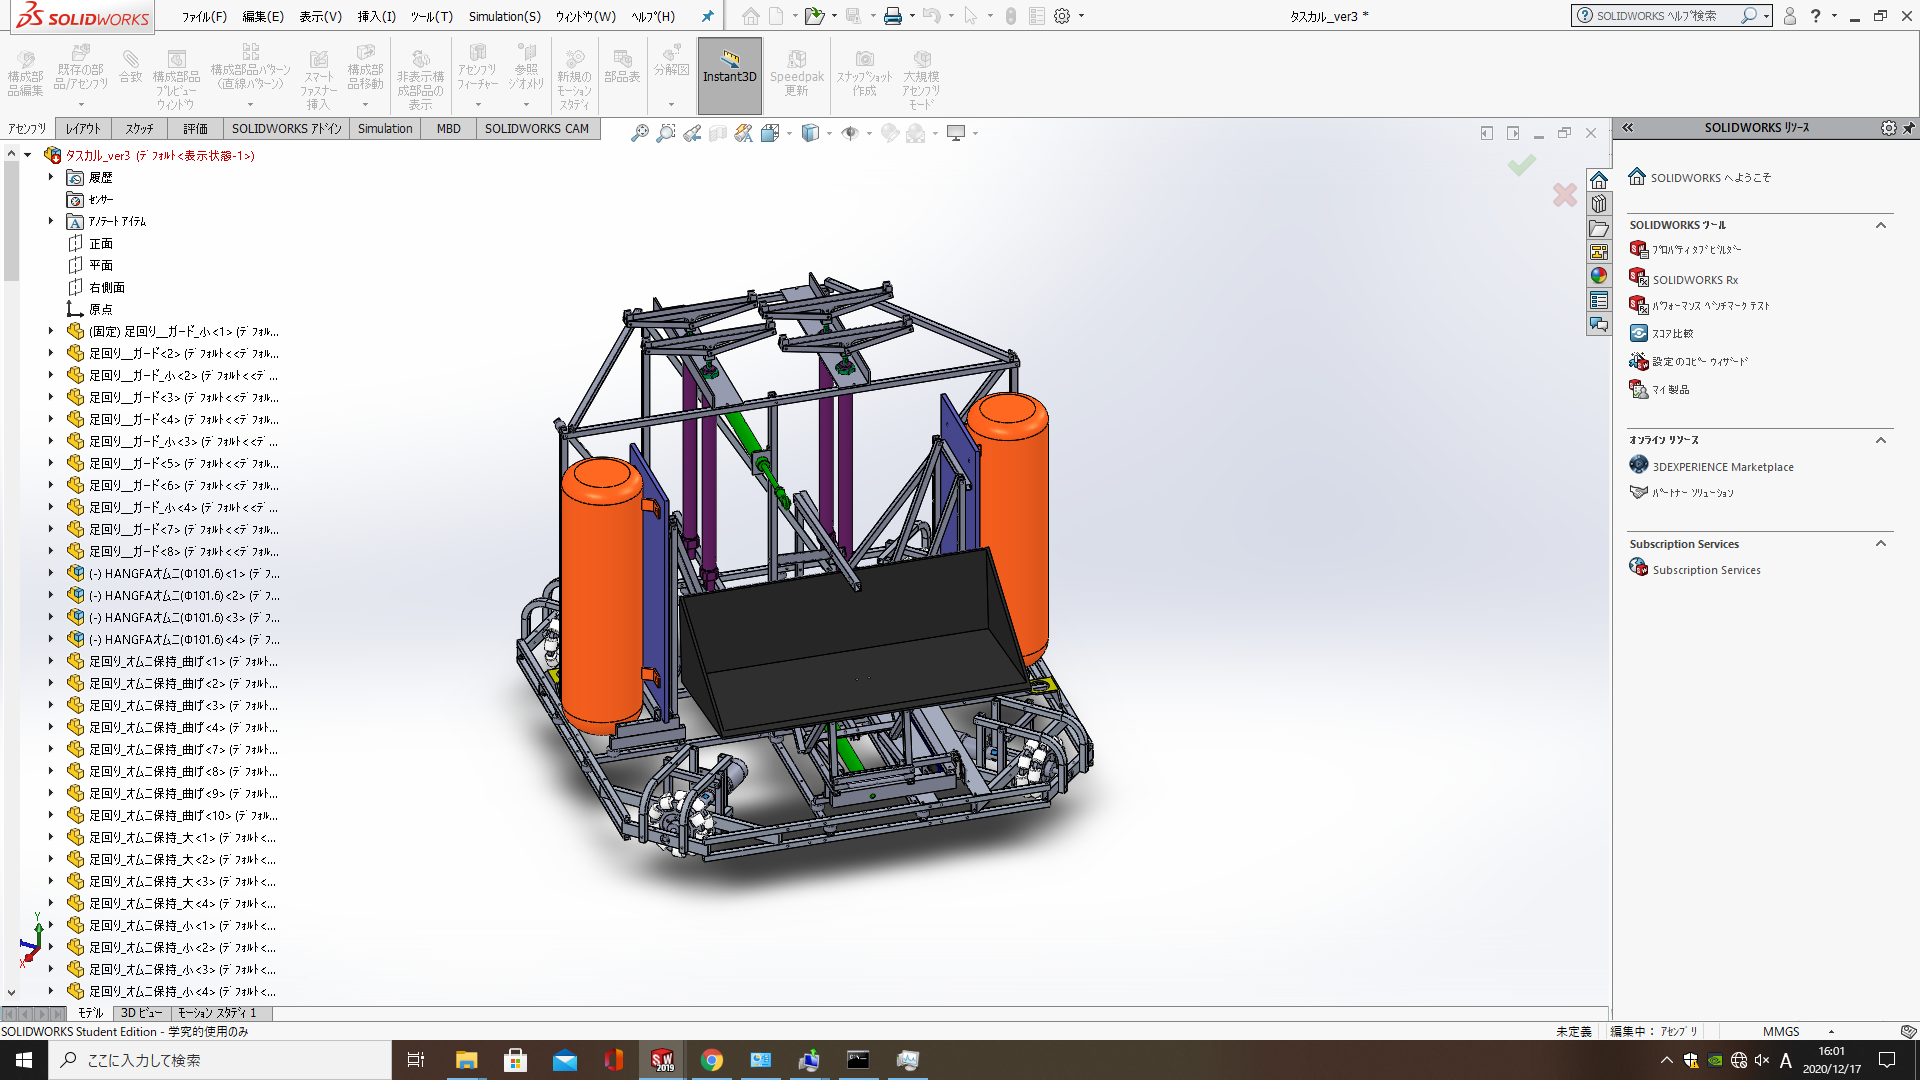 SOLIDWORKS
ファイル(F) 編集(E) 表示(V) 挿入(I) ツール(T) Simulation(S) ウィンドウ(W) ヘルプ(H)
タスカル_ver3 *
SOLIDWORKS ヘルプ検索
構成部品編集
既存の部品/アセンブリ
合致
構成部品プレビューウィンドウ
構成部品パターン(直線パターン)
スマートファスナー挿入
構成部品移動
非表示構成部品の表示
アセンブリフィーチャー
参照ジオメトリ
新規のモーションスタディ
部品表
分解図
Instant3D
Speedpak更新
スナップショット作成
大規模アセンブリモード
アセンブリ レイアウト スケッチ 評価 SOLIDWORKS アドイン Simulation MBD SOLIDWORKS CAM
タスカル_ver3 (デフォルト<表示状態-1>)
履歴
センサー
アノテート アイテム
正面
平面
右側面
原点
(固定) 足回り__ガード_小<1> (デフォル...
足回り__ガード<2> (デフォルト<<デフォ...
足回り__ガード_小<2> (デフォルト<<デ...
足回り__ガード<3> (デフォルト<<デフォ...
足回り__ガード<4> (デフォルト<<デフォ...
足回り__ガード_小<3> (デフォルト<<デ...
足回り__ガード<5> (デフォルト<<デフォ...
足回り__ガード<6> (デフォルト<<デフォ...
足回り__ガード_小<4> (デフォルト<<デ...
足回り__ガード<7> (デフォルト<<デフォ...
足回り__ガード<8> (デフォルト<<デフォ...
(-) HANGFAオムニ(Φ101.6)<1> (デフ...
(-) HANGFAオムニ(Φ101.6)<2> (デフ...
(-) HANGFAオムニ(Φ101.6)<3> (デフ...
(-) HANGFAオムニ(Φ101.6)<4> (デフ...
足回り_オムニ保持_曲げ<1> (デフォルト...
足回り_オムニ保持_曲げ<2> (デフォルト...
足回り_オムニ保持_曲げ<3> (デフォルト...
足回り_オムニ保持_曲げ<4> (デフォルト...
足回り_オムニ保持_曲げ<7> (デフォルト...
足回り_オムニ保持_曲げ<8> (デフォルト...
足回り_オムニ保持_曲げ<9> (デフォルト...
足回り_オムニ保持_曲げ<10> (デフォル...
足回り_オムニ保持_大<1> (デフォルト<...
足回り_オムニ保持_大<2> (デフォルト<...
足回り_オムニ保持_大<3> (デフォルト<...
足回り_オムニ保持_大<4> (デフォルト<...
足回り_オムニ保持_小<1> (デフォルト<...
足回り_オムニ保持_小<2> (デフォルト<...
足回り_オムニ保持_小<3> (デフォルト<...
足回り_オムニ保持_小<4> (デフォルト<...
Y
X
モデル 3D ビュー モーション スタディ 1
SOLIDWORKS リソース
SOLIDWORKS へようこそ
SOLIDWORKS ツール
プロパティ タブ ビルダー
SOLIDWORKS Rx
パフォーマンス ベンチマーク テスト
スコア比較
設定のコピー ウィザード
マイ製品
オンライン リソース
3DEXPERIENCE Marketplace
パートナー ソリューション
Subscription Services
Subscription Services
SOLIDWORKS Student Edition - 学究的使用のみ
未定義 編集中: アセンブリ MMGS
ここに入力して検索
SW 2019
A
16:01
2020/12/17